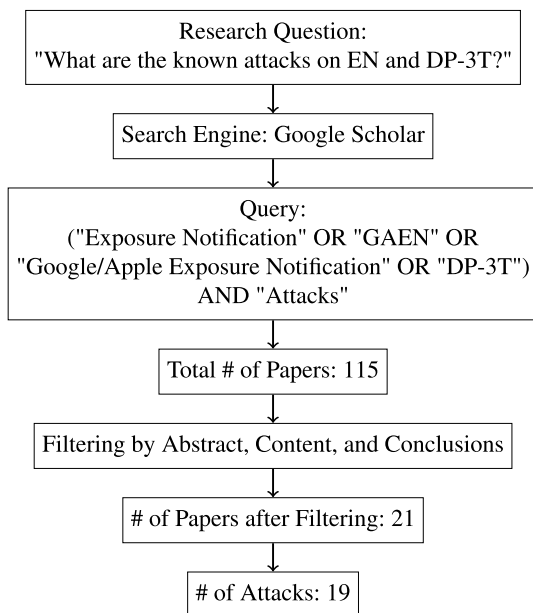 Research Question:
"What are the known attacks on EN and DP-3T?"
Search Engine: Google Scholar
Query:
("Exposure Notification" OR "GAEN" OR
"Google/Apple Exposure Notification" OR "DP-3T")
AND "Attacks"
Total # of Papers: 115
Filtering by Abstract, Content, and Conclusions
# of Papers after Filtering: 21
# of Attacks: 19